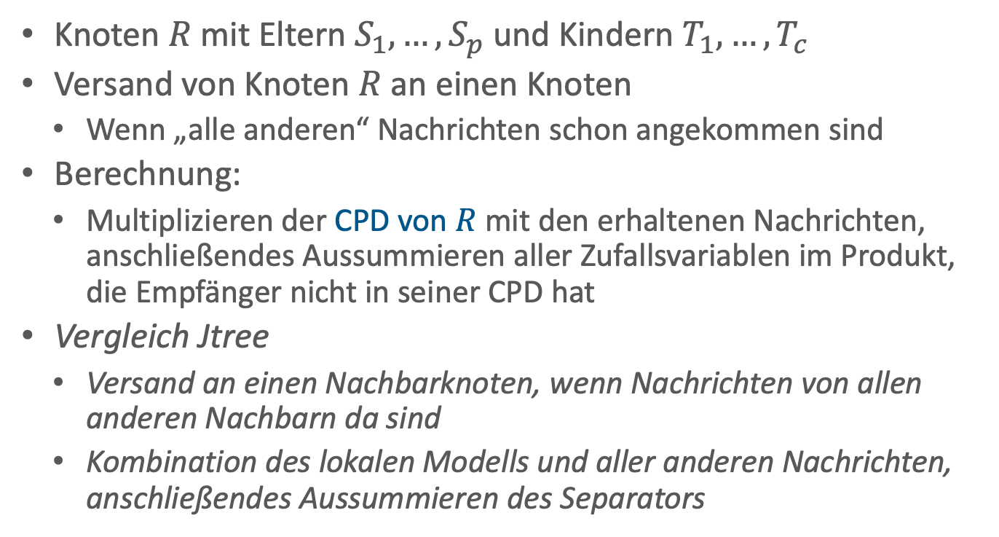 • Knoten R mit Eltern S₁, … , Sₚ und Kindern T₁, … , T_c
• Versand von Knoten R an einen Knoten
• Wenn „alle anderen“ Nachrichten schon angekommen sind
• Berechnung:
• Multiplizieren der CPD von R mit den erhaltenen Nachrichten,
anschließendes Aussummieren aller Zufallsvariablen im Produkt,
die Empfänger nicht in seiner CPD hat
• Vergleich Jtree
• Versand an einen Nachbarknoten, wenn Nachrichten von allen
anderen Nachbarn da sind
• Kombination des lokalen Modells und aller anderen Nachrichten,
anschließendes Aussummieren des Separators